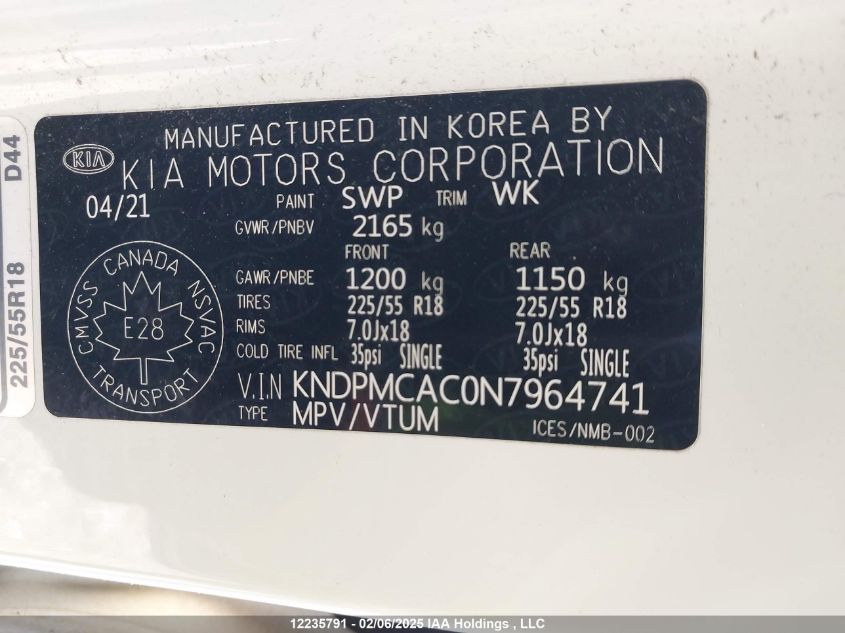 D44
225/55R18
KIA
MANUFACTURED IN KOREA BY
KIA MOTORS CORPORATION
04/21 PAINT SWP TRIM WK
GVWR/PNBV 2165 kg
FRONT REAR
GAWR/PNBE 1200 kg 1150 kg
TIRES 225/55 R18 225/55 R18
RIMS 7.0Jx18 7.0Jx18
COLD TIRE INFL 35psi SINGLE 35psi SINGLE
V.I.N KNDPMCAC0N7964741
TYPE MPV/VTUM
ICES/NMB-002
CANADA
CMVSS NSVAC
E28
TRANSPORT
12235791 - 02/06/2025 IAA Holdings , LLC